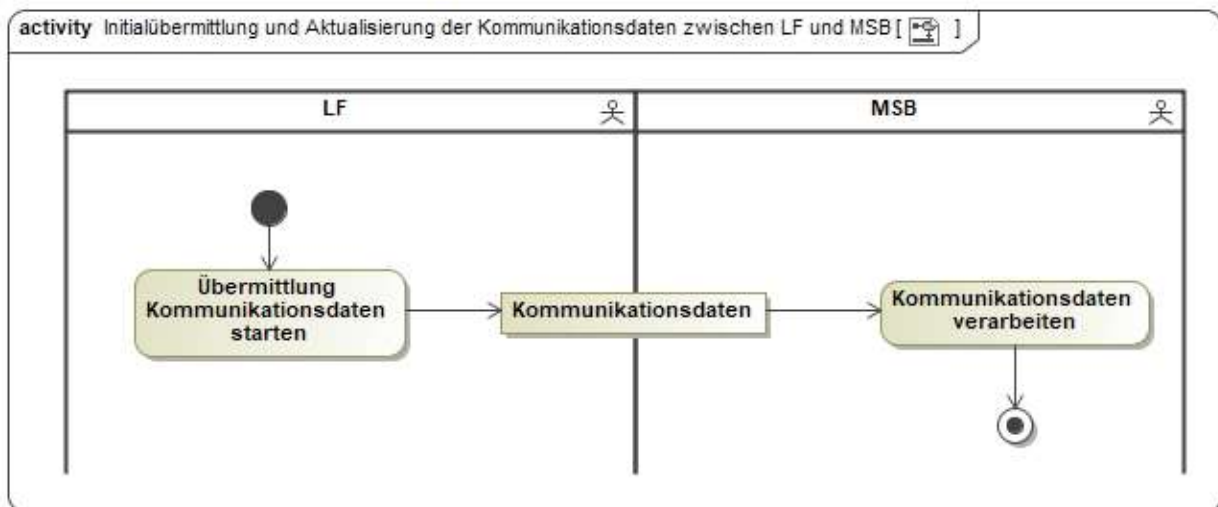 activity Initialübermittlung und Aktualisierung der Kommunikationsdaten zwischen LF und MSB [ ]
LF
MSB
Übermittlung
Kommunikationsdaten
starten
Kommunikationsdaten
Kommunikationsdaten
verarbeiten